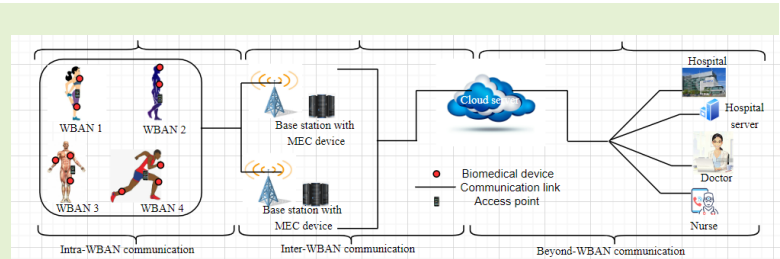 Hospital
Cloud server
Hospital
server
WBAN 1
WBAN 2
Base station with
MEC device
Doctor
Biomedical device
Communication link
Access point
WBAN 3
WBAN 4
Base station with
MEC device
Nurse
Intra-WBAN communication
Inter-WBAN communication
Beyond-WBAN communication